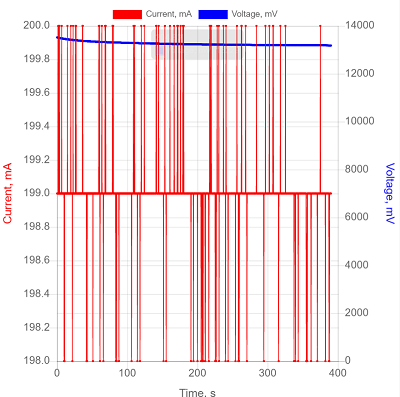 Current, mA Voltage, mV
200.0 14000
199.8 12000
199.6
199.4 10000
199.2 8000
199.0
198.8 6000
198.6 4000
198.4
198.2 2000
198.0 0
0 100 200 300 400
Time, s
Current, mA
Voltage, mV